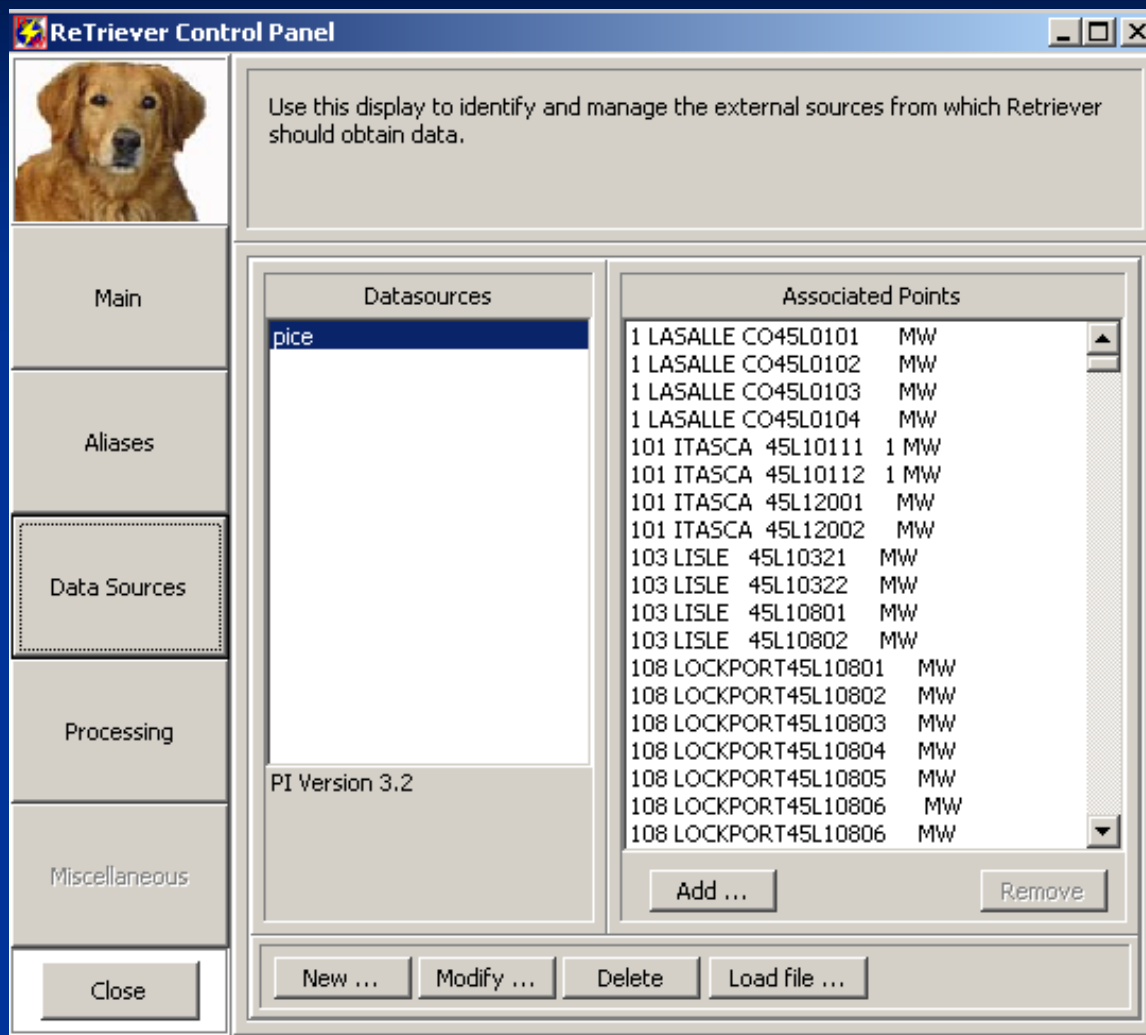 ReTriever Control Panel
Use this display to identify and manage the external sources from which Retriever
should obtain data.
Main
Aliases
Data Sources
Processing
Miscellaneous
Close
Datasources
pice
PI Version 3.2
Associated Points
1 LASALLE CO45L0101 MW
1 LASALLE CO45L0102 MW
1 LASALLE CO45L0103 MW
1 LASALLE CO45L0104 MW
101 ITASCA 45L10111 1 MW
101 ITASCA 45L10112 1 MW
101 ITASCA 45L12001 MW
101 ITASCA 45L12002 MW
103 LISLE 45L10321 MW
103 LISLE 45L10322 MW
103 LISLE 45L10801 MW
103 LISLE 45L10802 MW
108 LOCKPORT45L10801 MW
108 LOCKPORT45L10802 MW
108 LOCKPORT45L10803 MW
108 LOCKPORT45L10804 MW
108 LOCKPORT45L10805 MW
108 LOCKPORT45L10806 MW
108 LOCKPORT45L10806 MW
Add ...
Remove
New ...
Modify ...
Delete
Load file ...